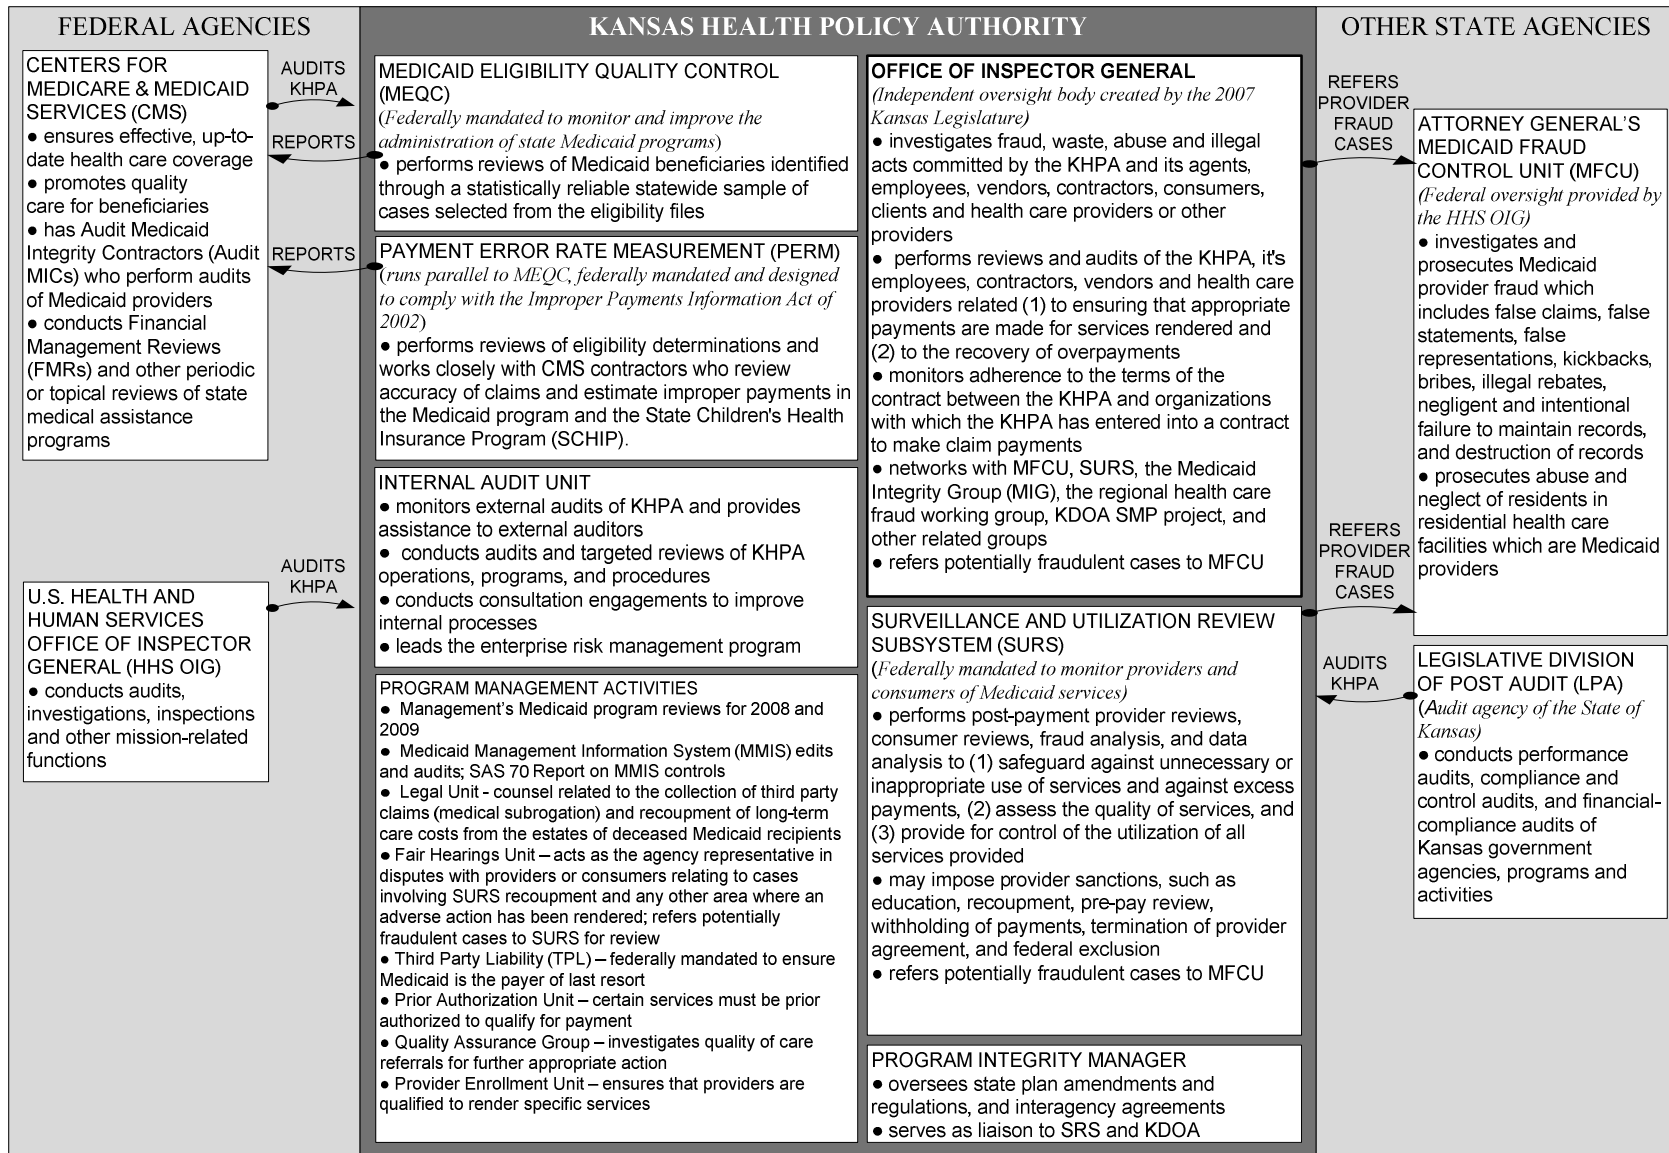 FEDERAL AGENCIES
CENTERS FOR
MEDICARE & MEDICAID
SERVICES (CMS)
● ensures effective, up-to-
date health care coverage
● promotes quality
care for beneficiaries
● has Audit Medicaid
Integrity Contractors (Audit
MICs) who perform audits
of Medicaid providers
● conducts Financial
Management Reviews
(FMRs) and other periodic
or topical reviews of state
medical assistance
programs
AUDITS
KHPA
REPORTS
REPORTS
U.S. HEALTH AND
HUMAN SERVICES
OFFICE OF INSPECTOR
GENERAL (HHS OIG)
● conducts audits,
investigations, inspections
and other mission-related
functions
AUDITS
KHPA
KANSAS HEALTH POLICY AUTHORITY
MEDICAID ELIGIBILITY QUALITY CONTROL
(MEQC)
(Federally mandated to monitor and improve the
administration of state Medicaid programs)
● performs reviews of Medicaid beneficiaries identified
through a statistically reliable statewide sample of
cases selected from the eligibility files
PAYMENT ERROR RATE MEASUREMENT (PERM)
(runs parallel to MEQC, federally mandated and designed
to comply with the Improper Payments Information Act of
2002)
● performs reviews of eligibility determinations and
works closely with CMS contractors who review
accuracy of claims and estimate improper payments in
the Medicaid program and the State Children's Health
Insurance Program (SCHIP).
INTERNAL AUDIT UNIT
● monitors external audits of KHPA and provides
assistance to external auditors
● conducts audits and targeted reviews of KHPA
operations, programs, and procedures
● conducts consultation engagements to improve
internal processes
● leads the enterprise risk management program
PROGRAM MANAGEMENT ACTIVITIES
● Management's Medicaid program reviews for 2008 and
2009
● Medicaid Management Information System (MMIS) edits
and audits; SAS 70 Report on MMIS controls
● Legal Unit - counsel related to the collection of third party
claims (medical subrogation) and recoupment of long-term
care costs from the estates of deceased Medicaid recipients
● Fair Hearings Unit – acts as the agency representative in
disputes with providers or consumers relating to cases
involving SURS recoupment and any other area where an
adverse action has been rendered; refers potentially
fraudulent cases to SURS for review
● Third Party Liability (TPL) – federally mandated to ensure
Medicaid is the payer of last resort
● Prior Authorization Unit – certain services must be prior
authorized to qualify for payment
● Quality Assurance Group – investigates quality of care
referrals for further appropriate action
● Provider Enrollment Unit – ensures that providers are
qualified to render specific services
OFFICE OF INSPECTOR GENERAL
(Independent oversight body created by the 2007
Kansas Legislature)
● investigates fraud, waste, abuse and illegal
acts committed by the KHPA and its agents,
employees, vendors, contractors, consumers,
clients and health care providers or other
providers
● performs reviews and audits of the KHPA, it's
employees, contractors, vendors and health care
providers related (1) to ensuring that appropriate
payments are made for services rendered and
(2) to the recovery of overpayments
● monitors adherence to the terms of the
contract between the KHPA and organizations
with which the KHPA has entered into a contract
to make claim payments
● networks with MFCU, SURS, the Medicaid
Integrity Group (MIG), the regional health care
fraud working group, KDOA SMP project, and
other related groups
● refers potentially fraudulent cases to MFCU
SURVEILLANCE AND UTILIZATION REVIEW
SUBSYSTEM (SURS)
(Federally mandated to monitor providers and
consumers of Medicaid services)
● performs post-payment provider reviews,
consumer reviews, fraud analysis, and data
analysis to (1) safeguard against unnecessary or
inappropriate use of services and against excess
payments, (2) assess the quality of services, and
(3) provide for control of the utilization of all
services provided
● may impose provider sanctions, such as
education, recoupment, pre-pay review,
withholding of payments, termination of provider
agreement, and federal exclusion
● refers potentially fraudulent cases to MFCU
PROGRAM INTEGRITY MANAGER
● oversees state plan amendments and
regulations, and interagency agreements
● serves as liaison to SRS and KDOA
OTHER STATE AGENCIES
REFERS
PROVIDER
FRAUD
CASES
ATTORNEY GENERAL'S
MEDICAID FRAUD
CONTROL UNIT (MFCU)
(Federal oversight provided by
the HHS OIG)
● investigates and
prosecutes Medicaid
provider fraud which
includes false claims, false
statements, false
representations, kickbacks,
bribes, illegal rebates,
negligent and intentional
failure to maintain records,
and destruction of records
● prosecutes abuse and
neglect of residents in
residential health care
facilities which are Medicaid
providers
REFERS
PROVIDER
FRAUD
CASES
AUDITS
KHPA
LEGISLATIVE DIVISION
OF POST AUDIT (LPA)
(Audit agency of the State of
Kansas)
● conducts performance
audits, compliance and
control audits, and financial-
compliance audits of
Kansas government
agencies, programs and
activities